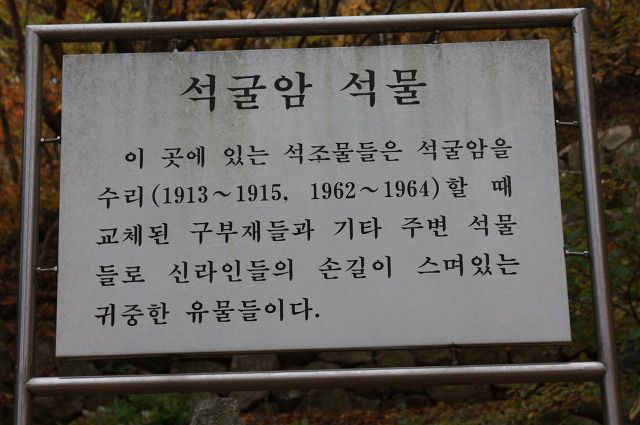 석굴암 석물
이 곳에 있는 석조물들은 석굴암을
수리(1913～1915, 1962～1964)할 때
교체된 구부재들과 기타 주변 석물
들로 신라인들의 손길이 스며있는
귀중한 유물들이다.